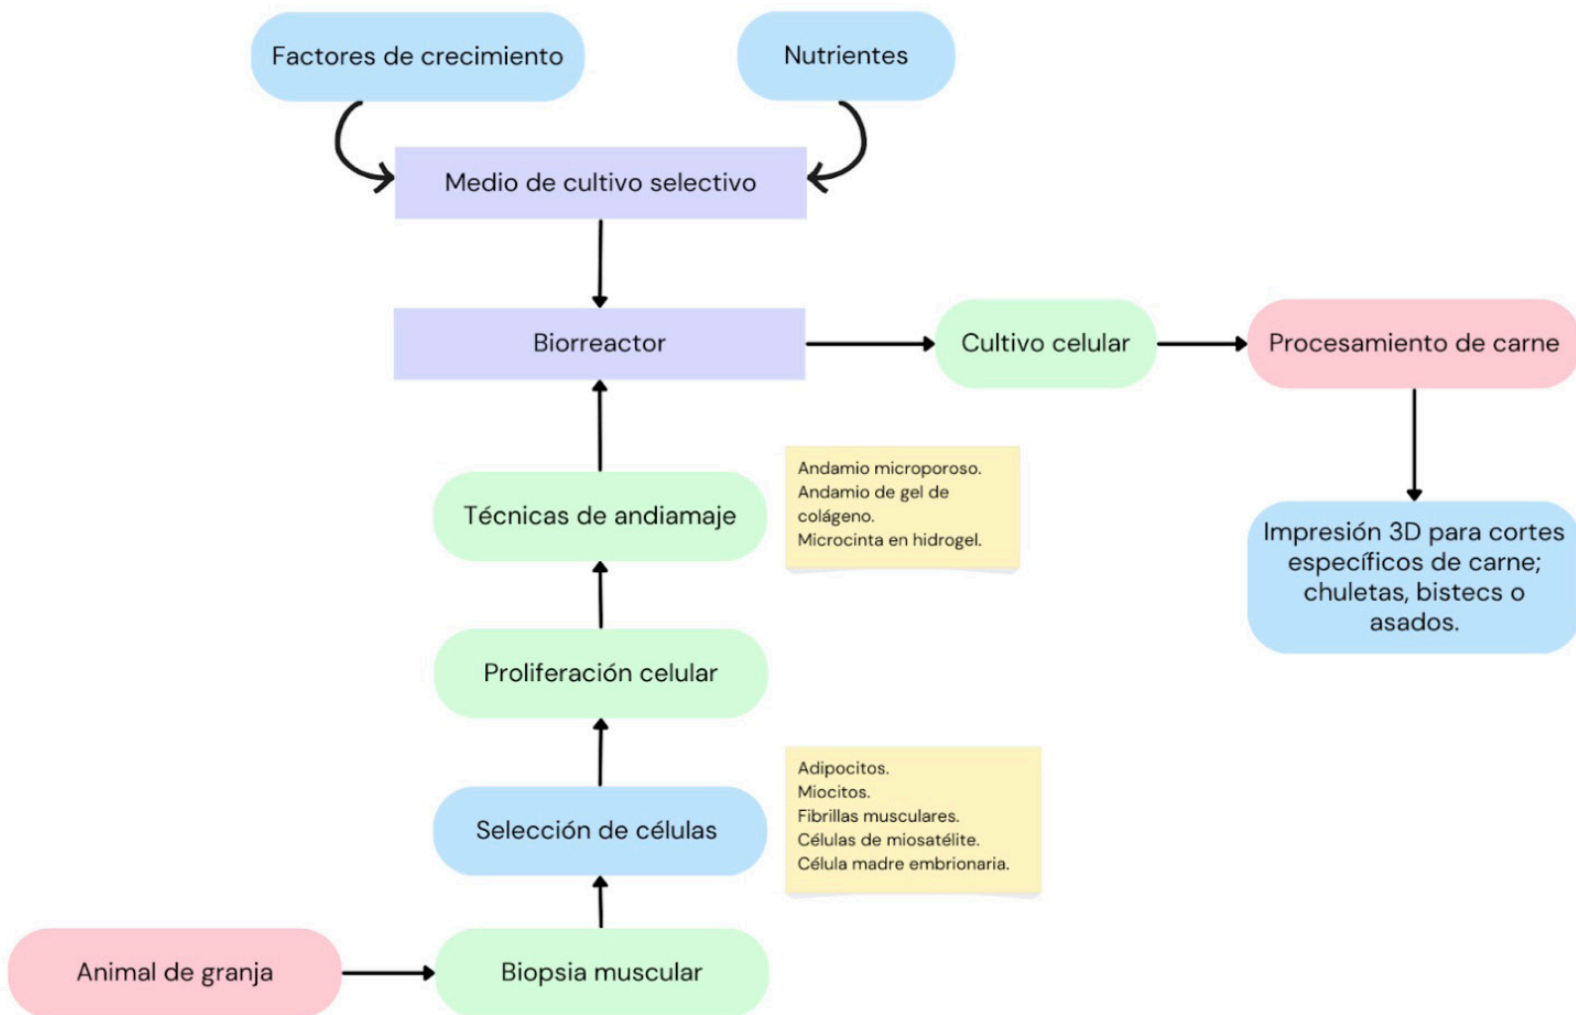 Factores de crecimiento
Nutrientes
Medio de cultivo selectivo
Biorreactor
Cultivo celular
Procesamiento de carne
Andamio microporoso.
Andamio de gel de
colágeno.
Microcinta en hidrogel.
Técnicas de andiamaje
Impresión 3D para cortes
específicos de carne;
chuletas, bistecs o
asados.
Proliferación celular
Adipocitos.
Miocitos.
Fibrillas musculares.
Células de miosatélite.
Célula madre embrionaria.
Selección de células
Animal de granja
Biopsia muscular